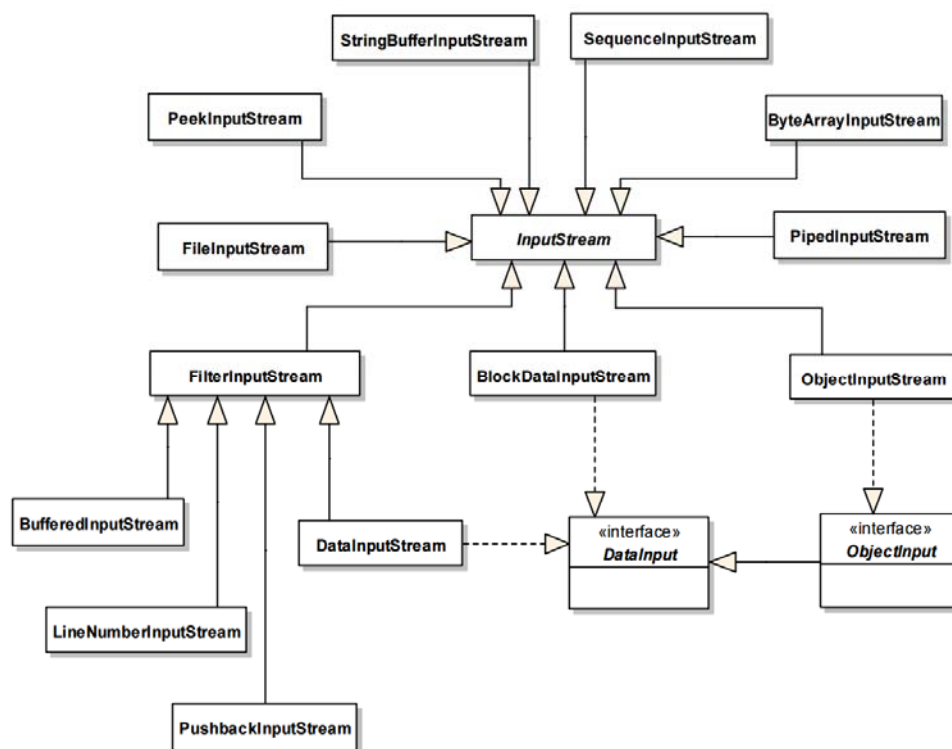 StringBufferInputStream
SequenceInputStream
PeekInputStream
ByteArrayInputStream
InputStream
FileInputStream
PipedInputStream
FilterInputStream
BlockDataInputStream
ObjectInputStream
BufferedInputStream
DataInputStream
«interface»
DataInput
«interface»
ObjectInput
LineNumberInputStream
PushbackInputStream